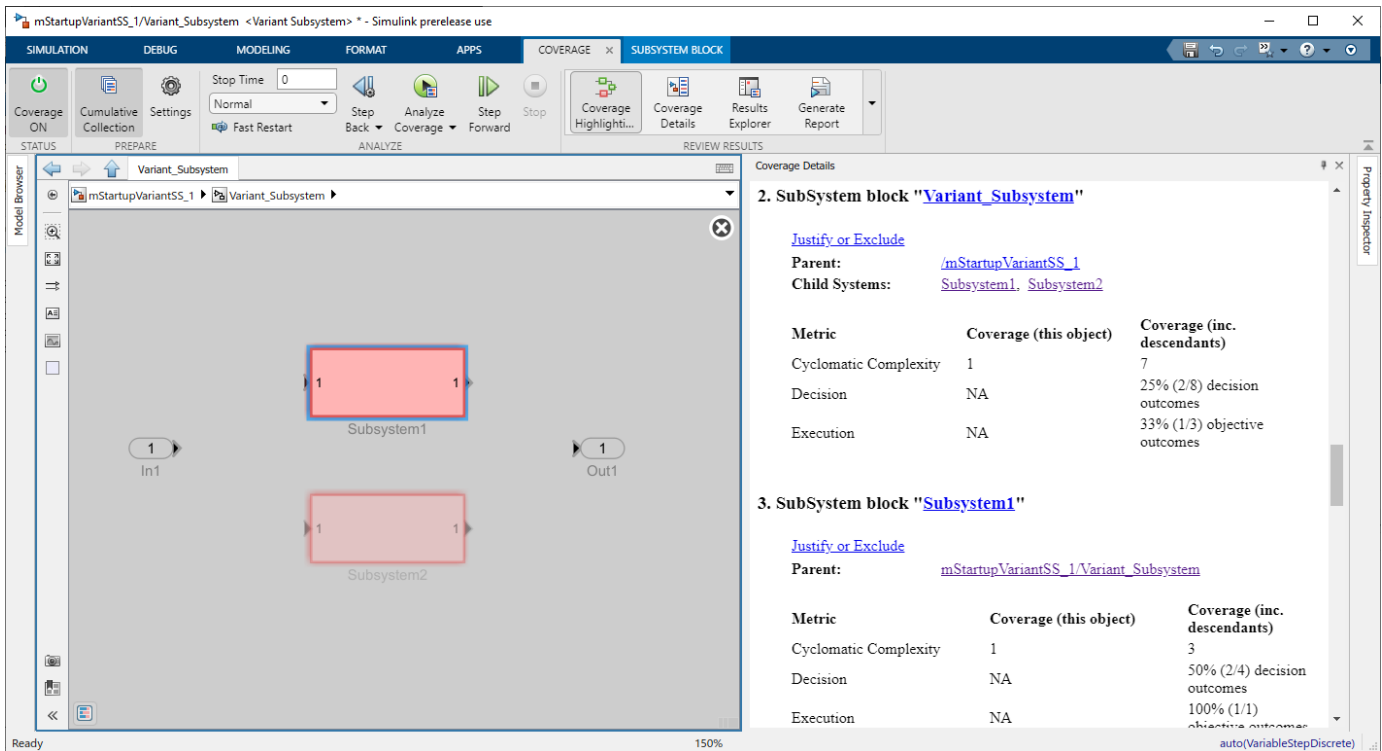 mStartupVariantSS_1/Variant_Subsystem <Variant Subsystem> * - Simulink prerelease use
SIMULATION DEBUG MODELING FORMAT APPS COVERAGE × SUBSYSTEM BLOCK
Coverage ON
Cumulative Collection
Settings
Stop Time 0
Normal
Fast Restart
Step Back
Analyze Coverage
Step Forward
Stop
Coverage Highlighti...
Coverage Details
Results Explorer
Generate Report
STATUS PREPARE ANALYZE REVIEW RESULTS
Model Browser
Variant_Subsystem
mStartupVariantSS_1 Variant_Subsystem
1 1
Subsystem1
1
In1
1
Out1
1 1
Subsystem2
Coverage Details
2. SubSystem block "Variant_Subsystem"
Justify or Exclude
Parent: /mStartupVariantSS_1
Child Systems: Subsystem1, Subsystem2
Metric Coverage (this object) Coverage (inc. descendants)
Cyclomatic Complexity 1 7
Decision NA 25% (2/8) decision outcomes
Execution NA 33% (1/3) objective outcomes
3. SubSystem block "Subsystem1"
Justify or Exclude
Parent: mStartupVariantSS_1/Variant_Subsystem
Metric Coverage (this object) Coverage (inc. descendants)
Cyclomatic Complexity 1 3
Decision NA 50% (2/4) decision outcomes
Execution NA 100% (1/1) objective outcomes
Property Inspector
Ready 150% auto(VariableStepDiscrete)